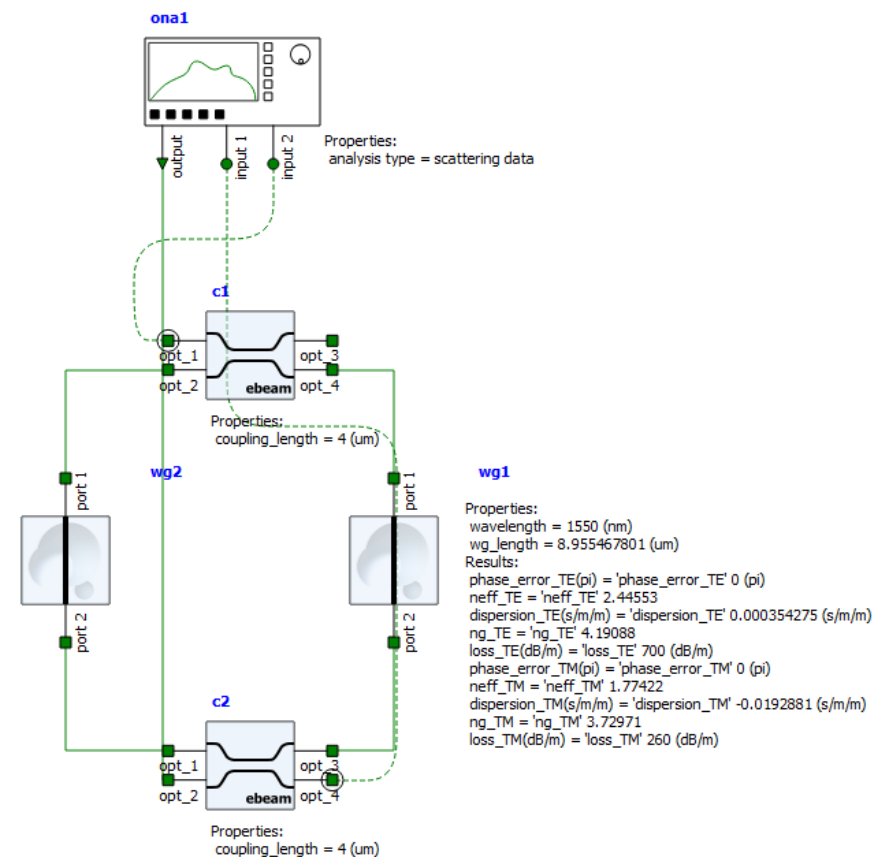 ona1
output
input 1
input 2
Properties:
analysis type = scattering data
c1
opt_1
opt_3
opt_2
ebeam
opt_4
Properties:
coupling_length = 4 (um)
wg2
port 1
port 2
wg1
port 1
port 2
Properties:
wavelength = 1550 (nm)
wg_length = 8.955467801 (um)
Results:
phase_error_TE(pi) = 'phase_error_TE' 0 (pi)
neff_TE = 'neff_TE' 2.44553
dispersion_TE(s/m/m) = 'dispersion_TE' 0.000354275 (s/m/m)
ng_TE = 'ng_TE' 4.19088
loss_TE(dB/m) = 'loss_TE' 700 (dB/m)
phase_error_TM(pi) = 'phase_error_TM' 0 (pi)
neff_TM = 'neff_TM' 1.77422
dispersion_TM(s/m/m) = 'dispersion_TM' -0.0192881 (s/m/m)
ng_TM = 'ng_TM' 3.72971
loss_TM(dB/m) = 'loss_TM' 260 (dB/m)
c2
opt_1
opt_3
opt_2
ebeam
opt_4
Properties:
coupling_length = 4 (um)